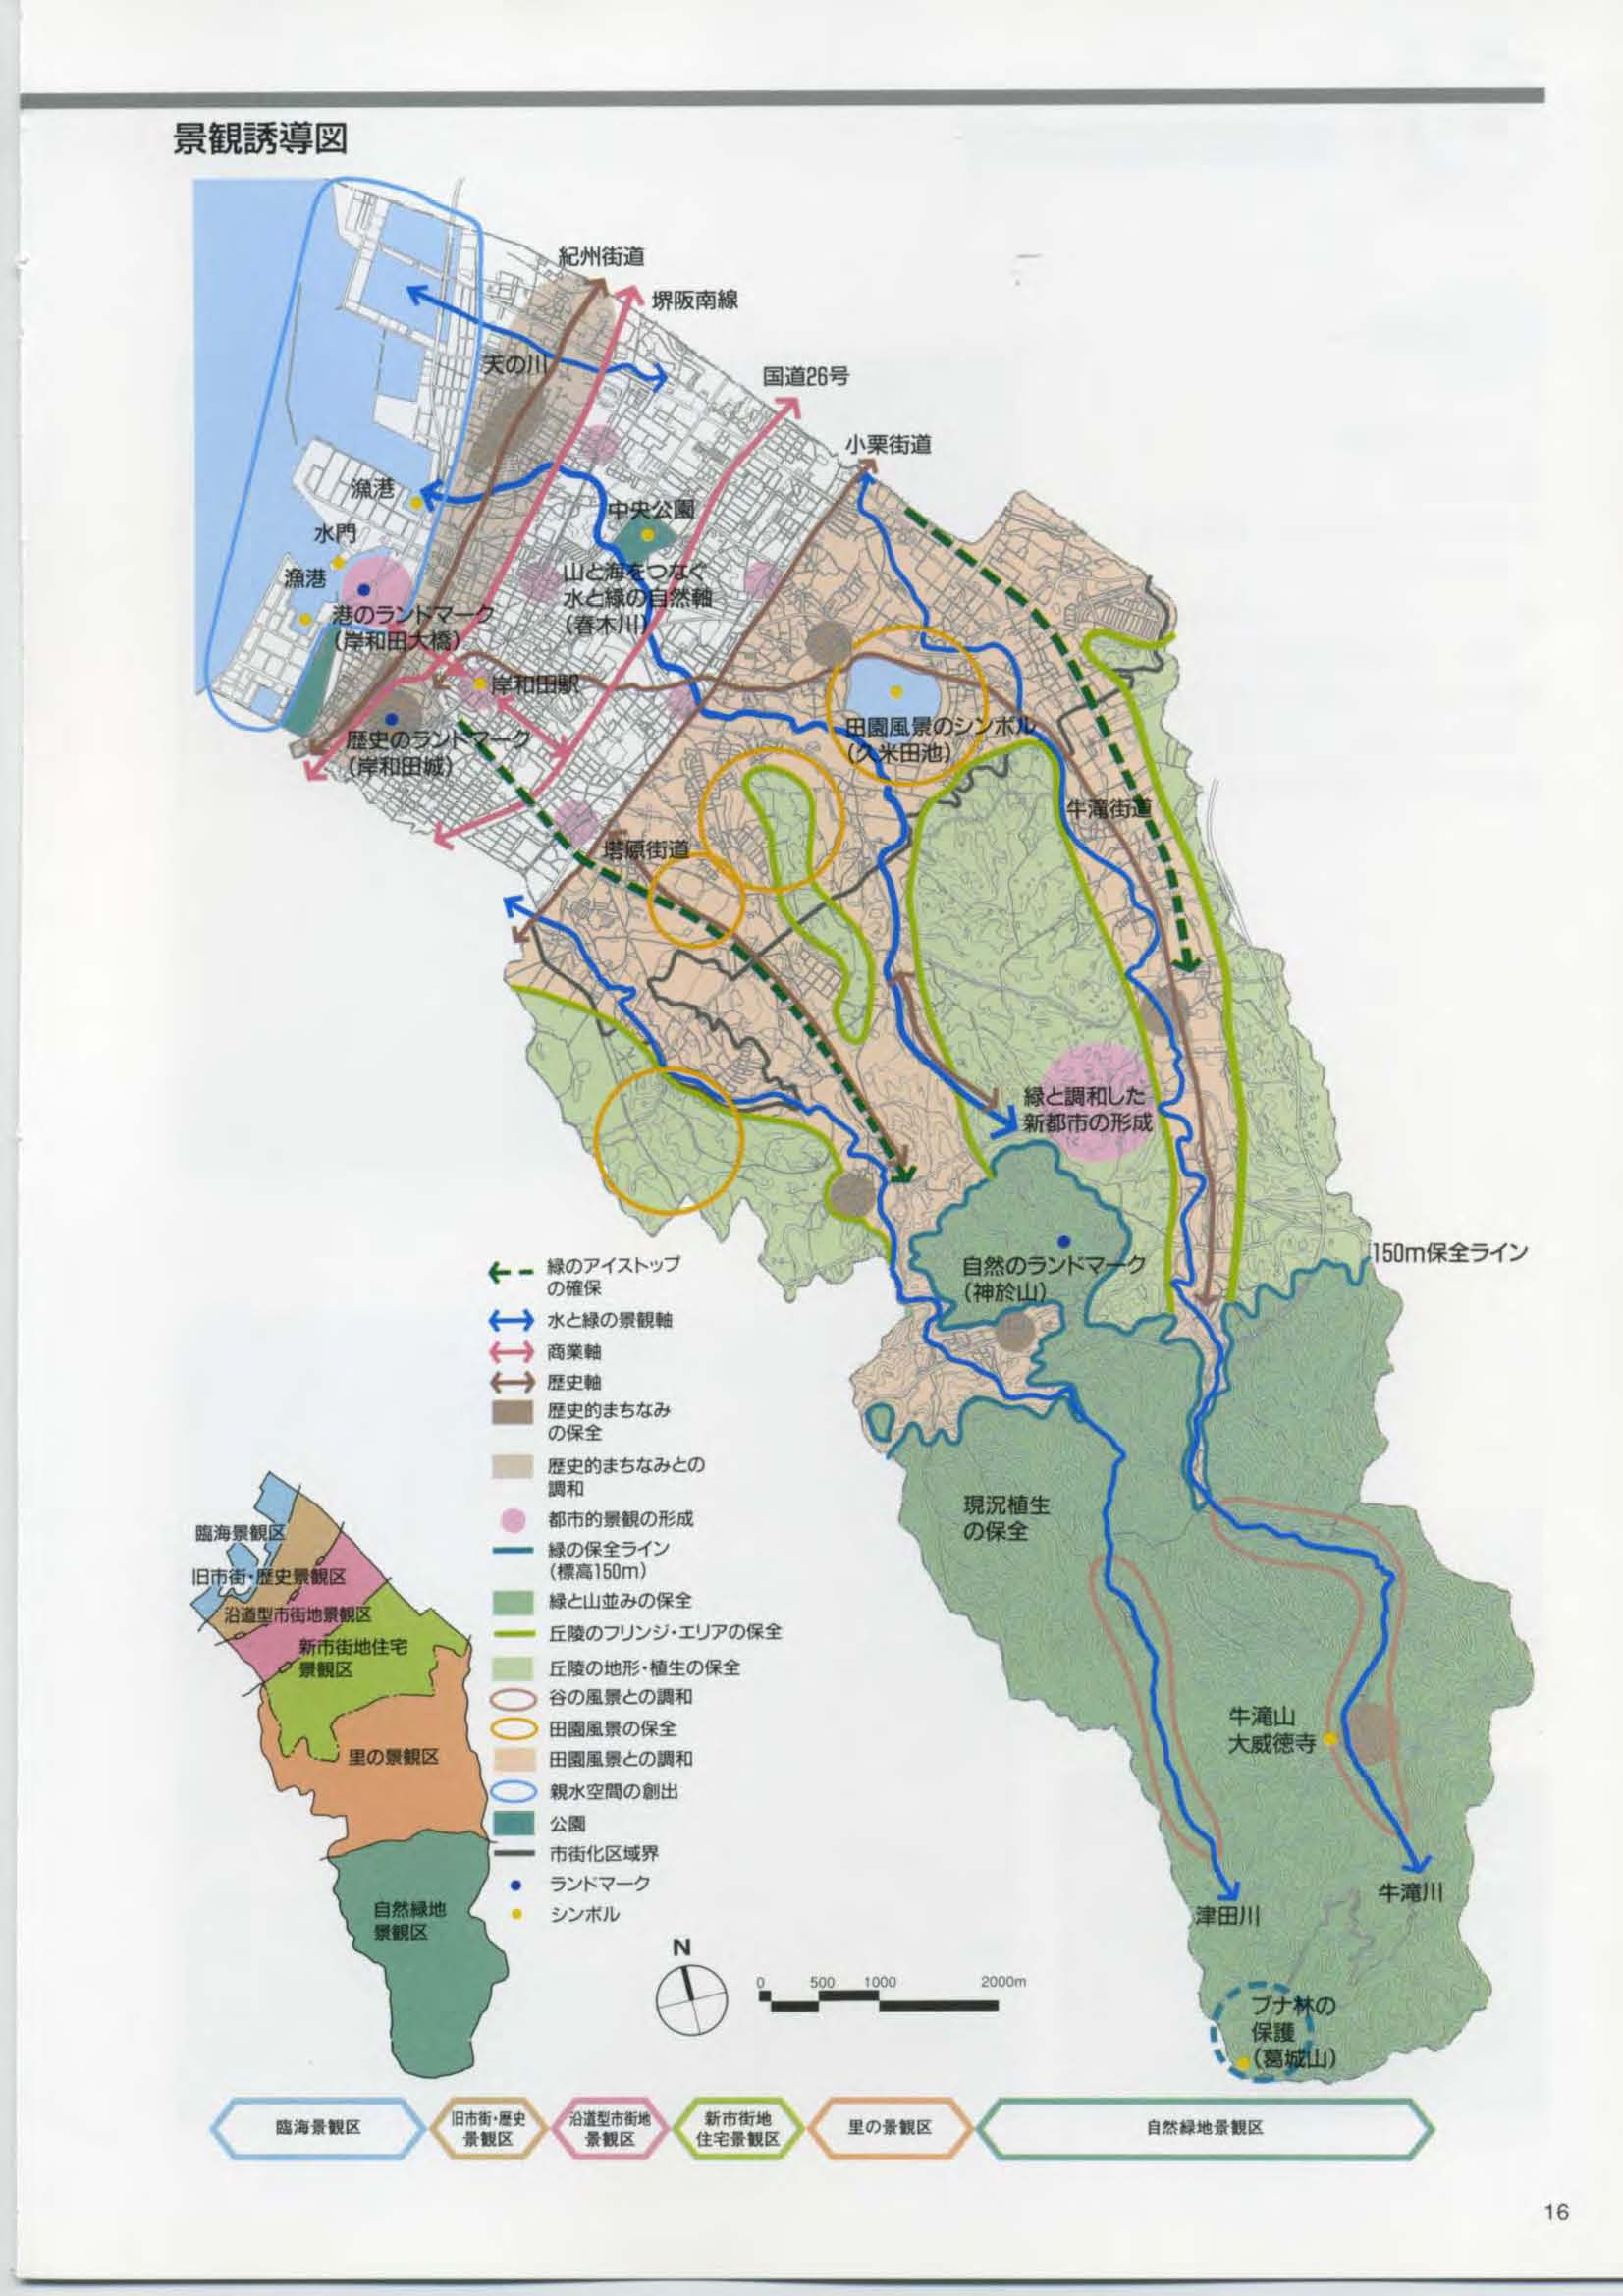 景観誘導図
紀州街道
堺阪南線
天の川
国道26号
小栗街道
漁港
中央公園
水門
漁港
山と海をつなぐ
水と緑の自然軸
(春木川)
港のランドマーク
(岸和田大橋)
岸和田駅
田園風景のシンボル
(久米田池)
歴史のランドマーク
(岸和田城)
牛滝街道
塔原街道
緑と調和した
新都市の形成
150m保全ライン
自然のランドマーク
(神於山)
現況植生
の保全
牛滝山
大威徳寺
牛滝川
津田川
ブナ林の
保護
(葛城山)
緑のアイストップ
の確保
水と緑の景観軸
商業軸
歴史軸
歴史的まちなみ
の保全
歴史的まちなみとの
調和
都市的景観の形成
緑の保全ライン
(標高150m)
緑と山並みの保全
丘陵のフリンジ・エリアの保全
丘陵の地形・植生の保全
谷の風景との調和
田園風景の保全
田園風景との調和
親水空間の創出
公園
市街化区域界
ランドマーク
シンボル
臨海景観区
旧市街・歴史景観区
沿道型市街地景観区
新市街地住宅
景観区
里の景観区
自然緑地
景観区
N
0 500 1000 2000m
臨海景観区
旧市街・歴史
景観区
沿道型市街地
景観区
新市街地
住宅景観区
里の景観区
自然緑地景観区
16